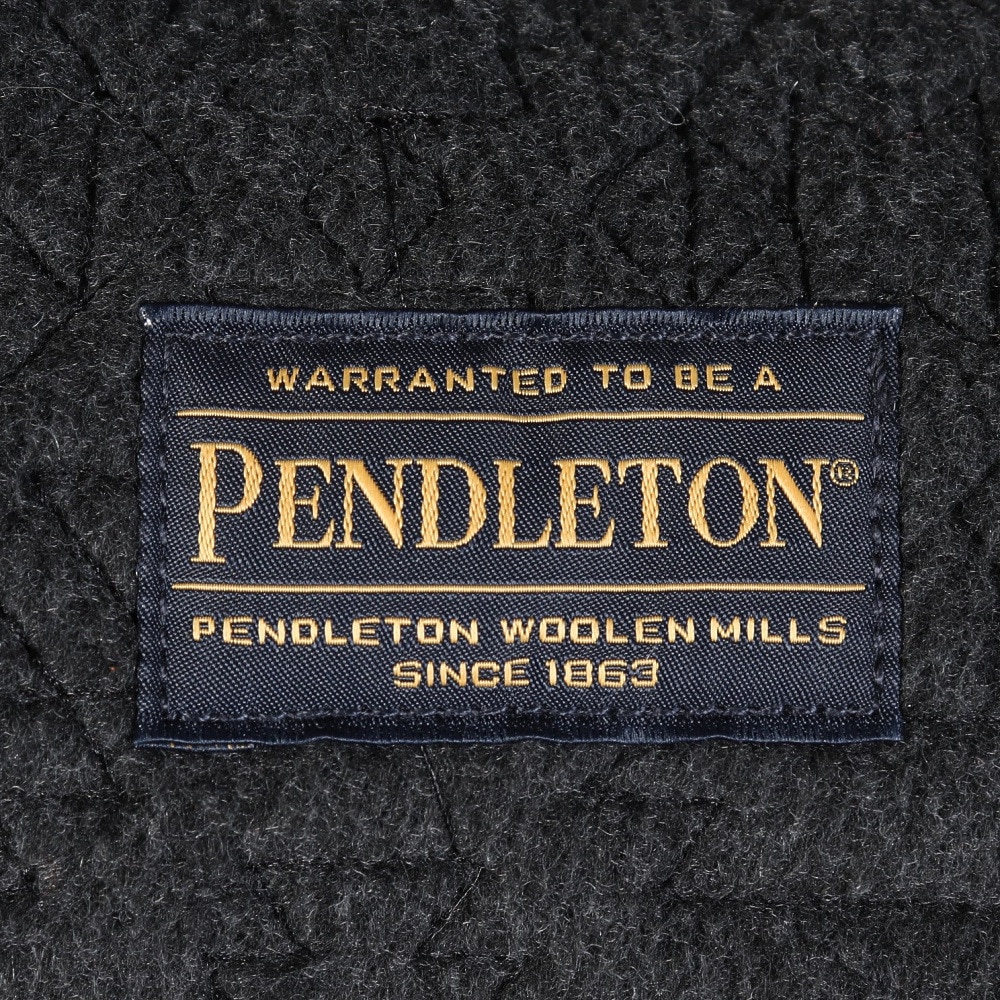 WARRANTED TO BE A
PENDLETON®
PENDLETON WOOLEN MILLS
SINCE 1863